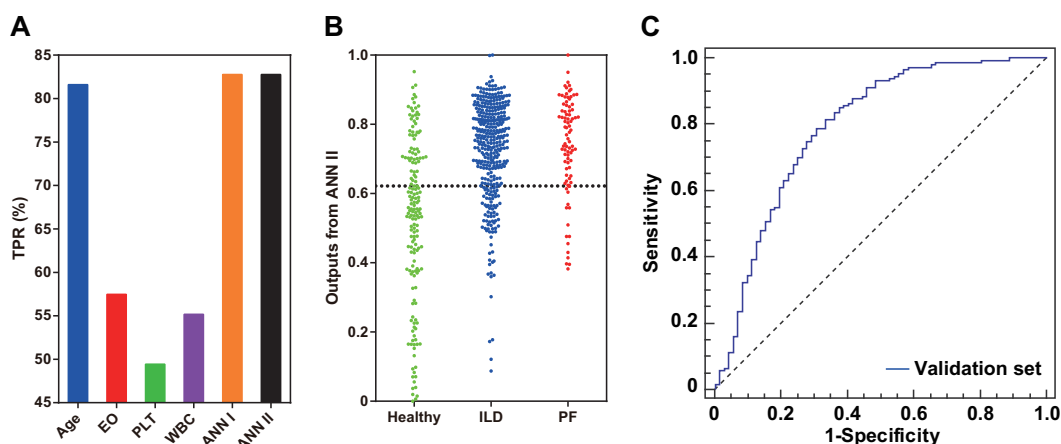 A
TPR (%)
85
80
75
70
65
60
55
50
45
Age
EO
PLT
WBC
ANN I
ANN II
B
Outputs from ANN II
1.0
0.8
0.6
0.4
0.2
0
Healthy
ILD
PF
C
Sensitivity
1.0
0.8
0.6
0.4
0.2
0
Validation set
0
0.2
0.4
0.6
0.8
1.0
1-Specificity